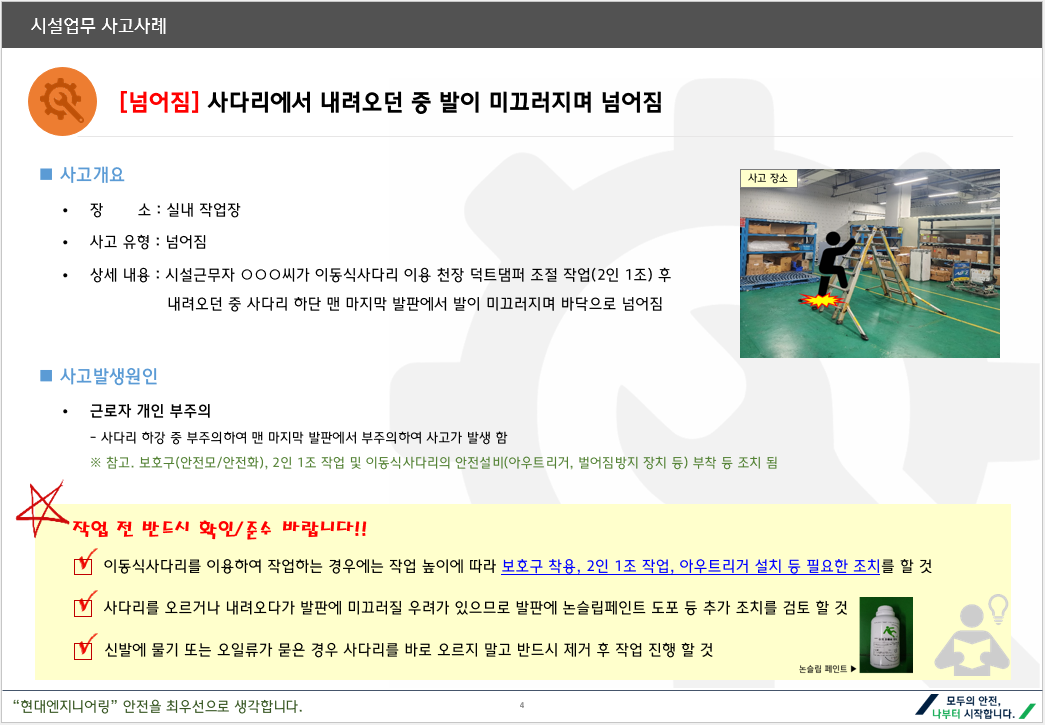 시설업무 사고사례
[넘어짐] 사다리에서 내려오던 중 발이 미끄러지며 넘어짐
■ 사고개요
• 장 소 : 실내 작업장
• 사고 유형 : 넘어짐
• 상세 내용 : 시설근무자 ○○○씨가 이동식사다리 이용 천장 덕트댐퍼 조절 작업(2인 1조) 후
내려오던 중 사다리 하단 맨 마지막 발판에서 발이 미끄러지며 바닥으로 넘어짐
사고 장소
■ 사고발생원인
• 근로자 개인 부주의
- 사다리 하강 중 부주의하여 맨 마지막 발판에서 부주의하여 사고가 발생 함
※ 참고. 보호구(안전모/안전화), 2인 1조 작업 및 이동식사다리의 안전설비(아우트리거, 벌어짐방지 장치 등) 부착 등 조치 됨
작업 전 반드시 확인/준수 바랍니다!!
이동식사다리를 이용하여 작업하는 경우에는 작업 높이에 따라 보호구 착용, 2인 1조 작업, 아우트리거 설치 등 필요한 조치를 할 것
사다리를 오르거나 내려오다가 발판에 미끄러질 우려가 있으므로 발판에 논슬립페인트 도포 등 추가 조치를 검토 할 것
신발에 물기 또는 오일류가 묻은 경우 사다리를 바로 오르지 말고 반드시 제거 후 작업 진행 할 것
논슬립 페인트 ▶
“현대엔지니어링” 안전을 최우선으로 생각합니다.
4
모두의 안전,
나부터 시작합니다.